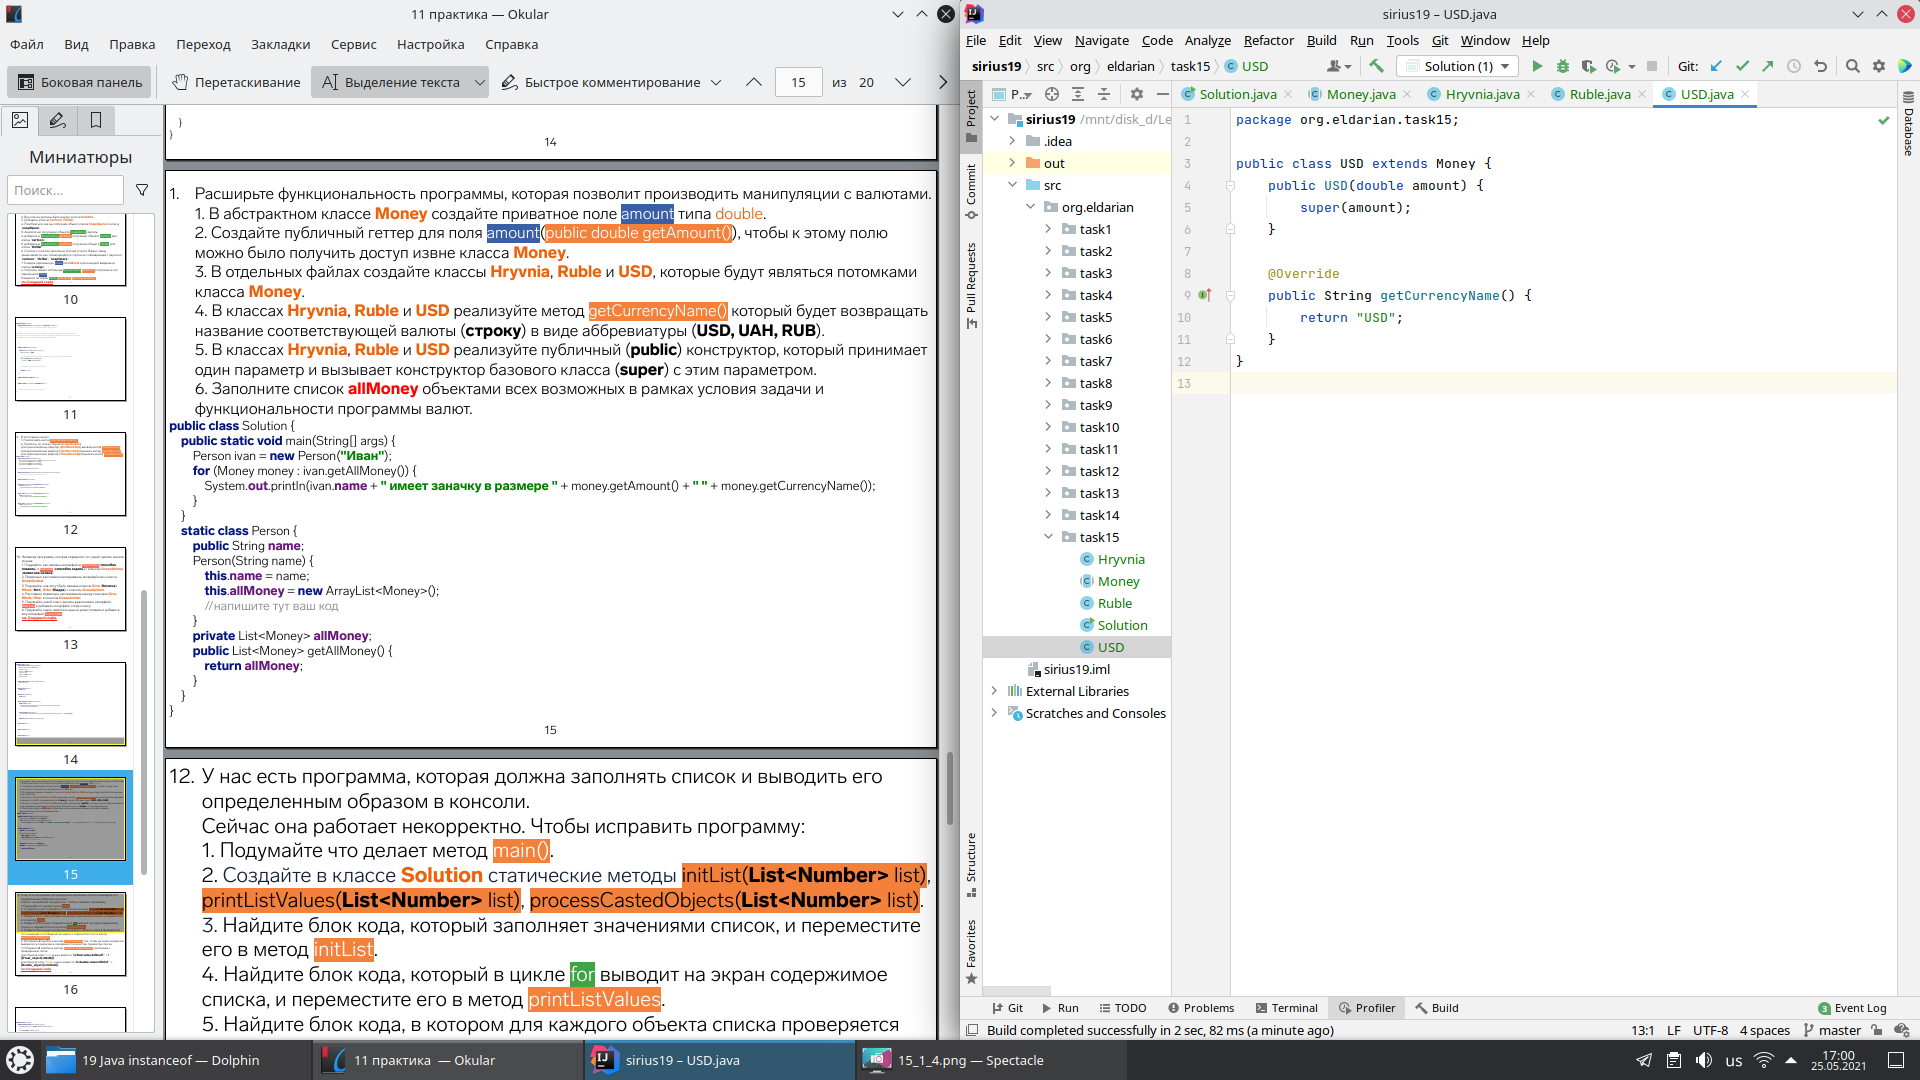 11 практика — Okular
Файл Вид Правка Переход Закладки Сервис Настройка Справка
Боковая панель Перетаскивание Выделение текста Быстрое комментирование 15 из 20
Миниатюры
Поиск...
10
11
12
13
14
15
16
}
}
14
1. Расширьте функциональность программы, которая позволит производить манипуляции с валютами.
1. В абстрактном классе Money создайте приватное поле amount типа double.
2. Создайте публичный геттер для поля amount(public double getAmount()), чтобы к этому полю
можно было получить доступ извне класса Money.
3. В отдельных файлах создайте классы Hryvnia, Ruble и USD, которые будут являться потомками
класса Money.
4. В классах Hryvnia, Ruble и USD реализуйте метод getCurrencyName() который будет возвращать
название соответствующей валюты (строку) в виде аббревиатуры (USD, UAH, RUB).
5. В классах Hryvnia, Ruble и USD реализуйте публичный (public) конструктор, который принимает
один параметр и вызывает конструктор базового класса (super) с этим параметром.
6. Заполните список allMoney объектами всех возможных в рамках условия задачи и
функциональности программы валют.
public class Solution {
public static void main(String[] args) {
Person ivan = new Person("Иван");
for (Money money : ivan.getAllMoney()) {
System.out.println(ivan.name + " имеет заначку в размере " + money.getAmount() + " " + money.getCurrencyName());
}
}
static class Person {
public String name;
Person(String name) {
this.name = name;
this.allMoney = new ArrayList<Money>();
//напишите тут ваш код
}
private List<Money> allMoney;
public List<Money> getAllMoney() {
return allMoney;
}
}
}
15
12. У нас есть программа, которая должна заполнять список и выводить его
определенным образом в консоли.
Сейчас она работает некорректно. Чтобы исправить программу:
1. Подумайте что делает метод main().
2. Создайте в классе Solution статические методы initList(List<Number> list),
printListValues(List<Number> list), processCastedObjects(List<Number> list).
3. Найдите блок кода, который заполняет значениями список, и переместите
его в метод initList.
4. Найдите блок кода, который в цикле for выводит на экран содержимое
списка, и переместите его в метод printListValues.
5. Найдите блок кода, в котором для каждого объекта списка проверяется
sirius19 – USD.java
File Edit View Navigate Code Analyze Refactor Build Run Tools Git Window Help
sirius19 src org eldarian task15 USD Solution (1) Git:
P.. Solution.java Money.java Hryvnia.java Ruble.java USD.java
Project
Commit
Pull Requests
Structure
Favorites
Database
sirius19 /mnt/disk_d/Le
.idea
out
src
org.eldarian
task1
task2
task3
task4
task5
task6
task7
task8
task9
task10
task11
task12
task13
task14
task15
Hryvnia
Money
Ruble
Solution
USD
sirius19.iml
External Libraries
Scratches and Consoles
1 package org.eldarian.task15;
2
3 public class USD extends Money {
4 public USD(double amount) {
5 super(amount);
6 }
7
8 @Override
9 public String getCurrencyName() {
10 return "USD";
11 }
12 }
13
Git Run TODO Problems Terminal Profiler Build 3 Event Log
Build completed successfully in 2 sec, 82 ms (a minute ago) 13:1 LF UTF-8 4 spaces master
19 Java instanceof — Dolphin 11 практика — Okular sirius19 – USD.java 15_1_4.png — Spectacle us 17:00
25.05.2021